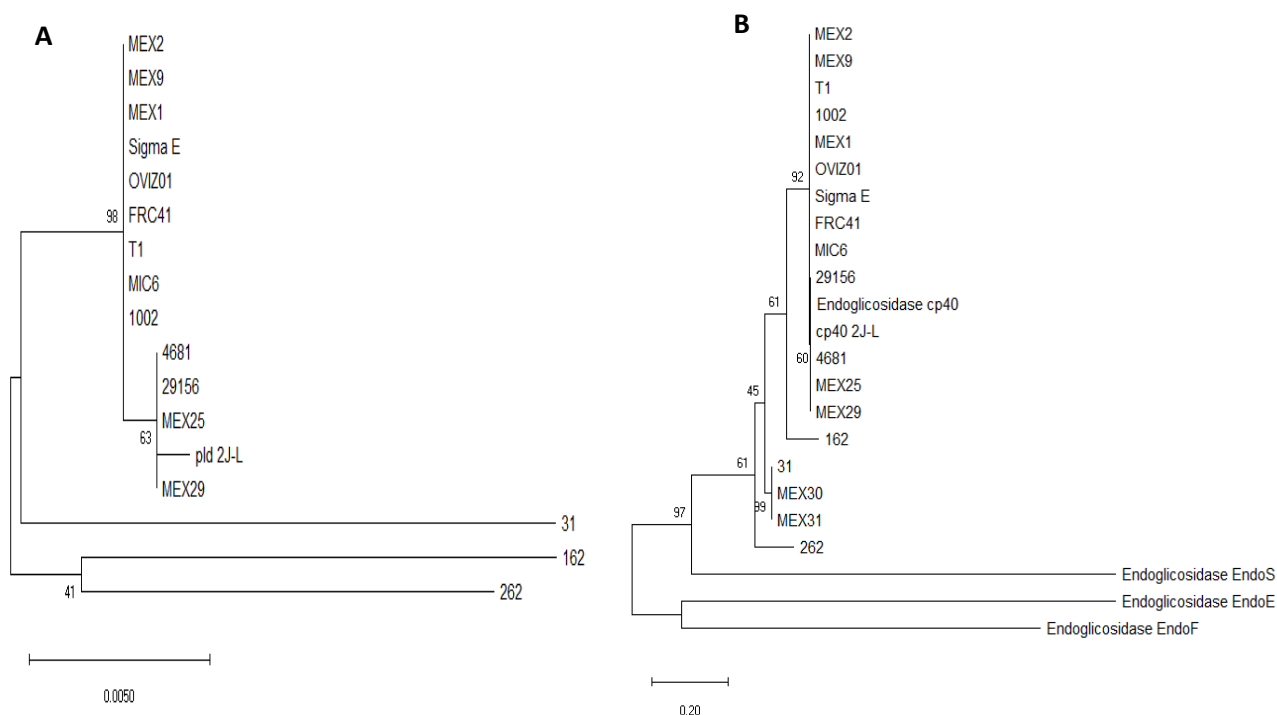 A
MEX2
MEX9
MEX1
Sigma E
OVIZ01
FRC41
98
T1
MIC6
1002
4681
29156
MEX25
63
pld 2J-L
MEX29
31
162
262
41
0.0050
B
MEX2
MEX9
T1
1002
MEX1
OVIZ01
92
Sigma E
FRC41
MIC6
29156
Endoglicosidase cp40
61
cp40 2J-L
60
4681
MEX25
45
MEX29
162
61
31
MEX30
99
MEX31
97
262
Endoglicosidase EndoS
Endoglicosidase EndoE
Endoglicosidase EndoF
0.20